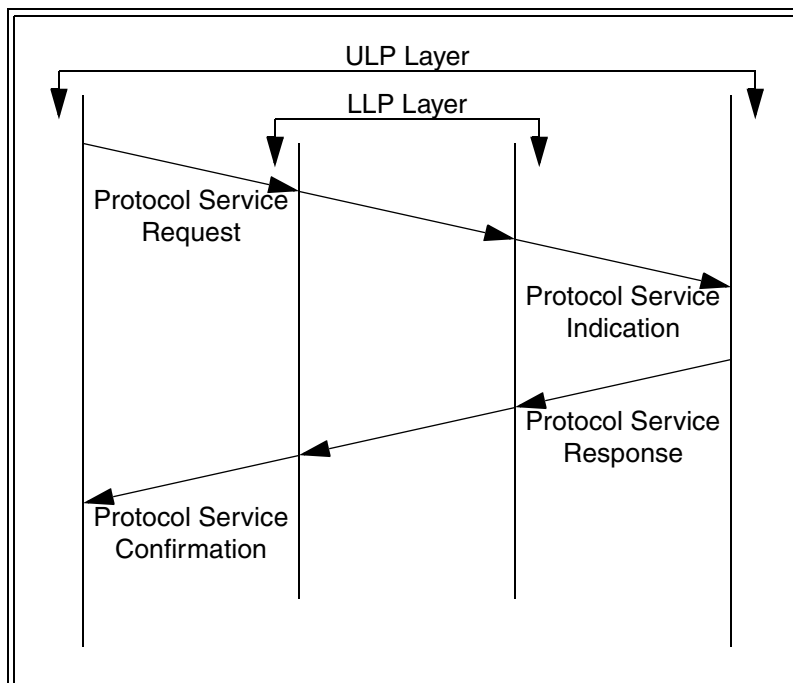 ULP Layer
LLP Layer
Protocol Service
Request
Protocol Service
Indication
Protocol Service
Response
Protocol Service
Confirmation